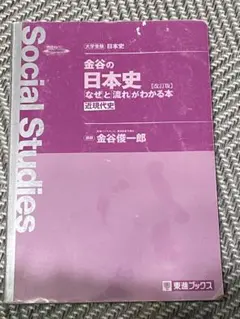 Social Studies
大学受験 日本史
金谷の
日本史
【改訂版】
「なぜ」と「流れ」がわかる本
近現代史
金谷俊一郎
東進ブックス